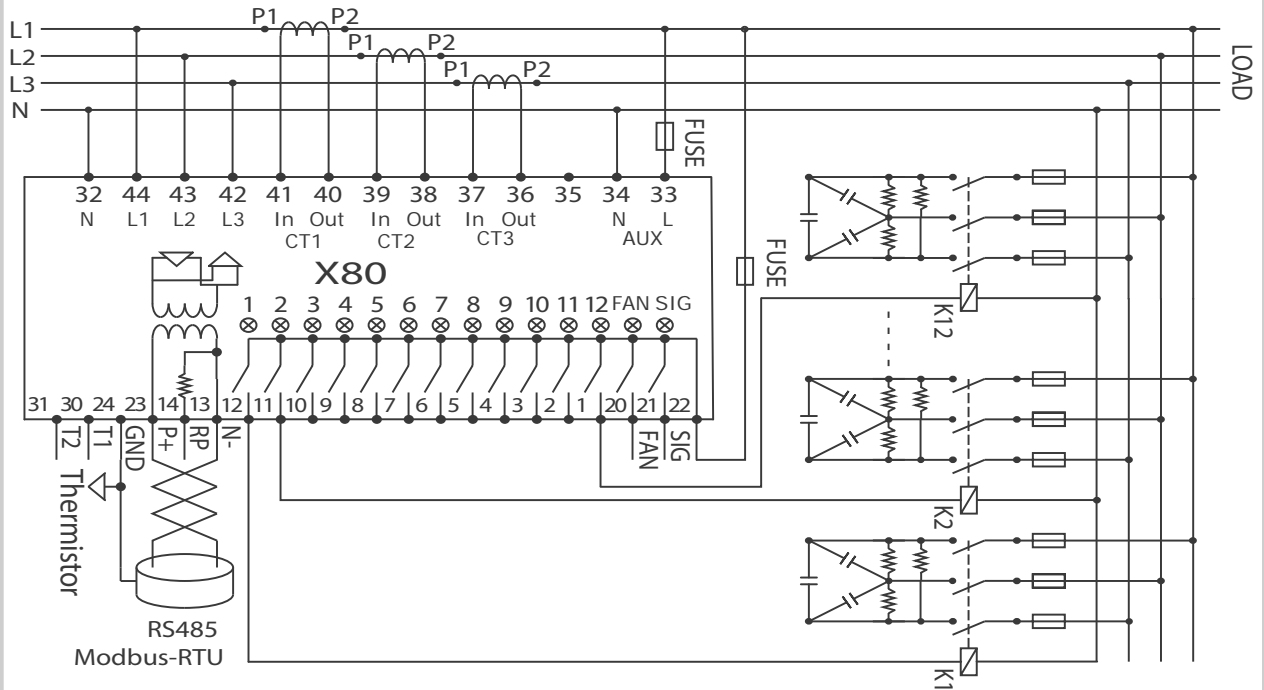 P1 P2
L1
P1 P2
L2
P1 P2
L3
N
LOAD
FUSE
32 44 43 42 41 40 39 38 37 36 35 34 33
N L1 L2 L3 In Out In Out In Out N L
CT1 CT2 CT3 AUX
X80
FUSE
1 2 3 4 5 6 7 8 9 10 11 12 FAN SIG
K12
31 30 24 23 14 13 12 11 10 9 8 7 6 5 4 3 2 1 20 21 22
T2 T1 GND P+ RP N- FAN SIG
Thermistor
K2
RS485
Modbus-RTU
K1